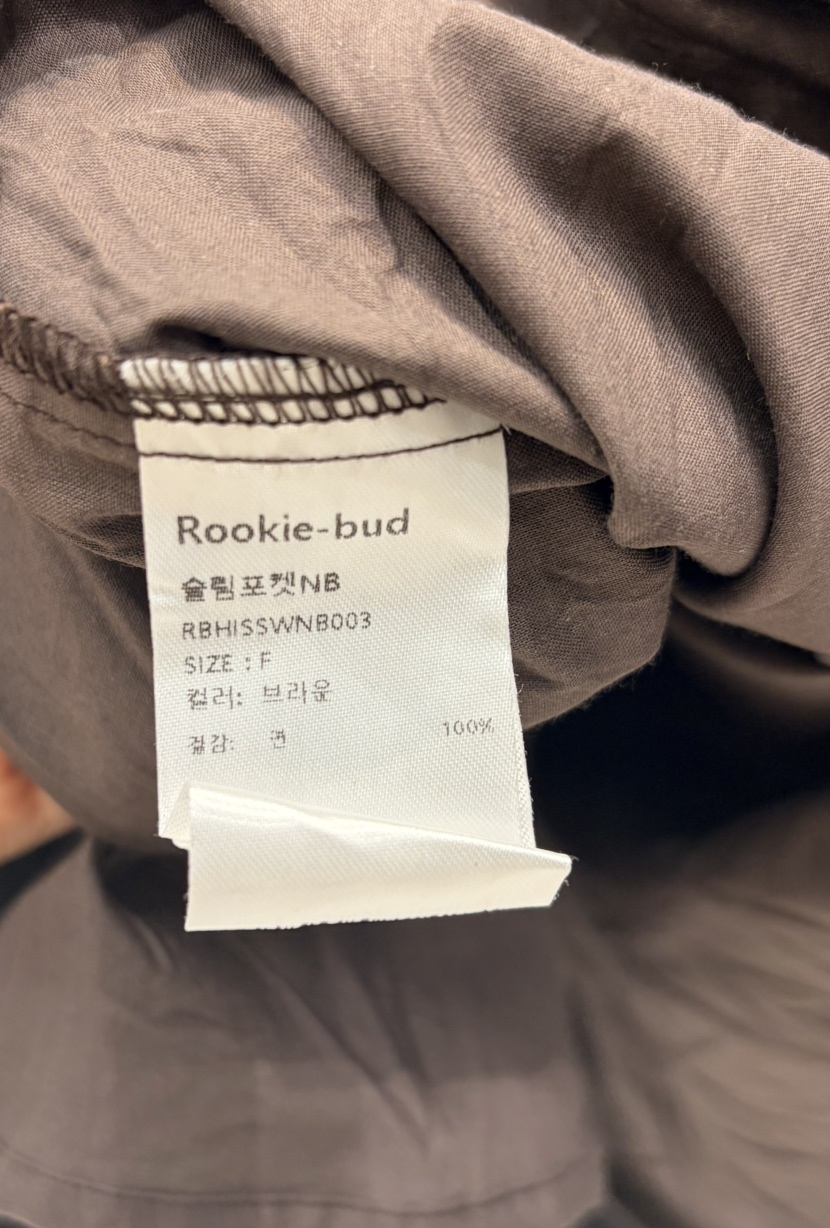 Rookie-bud
슬림포켓NB
RBHISSWNB003
SIZE : F
컬러: 브라운
겉감: 면 100%